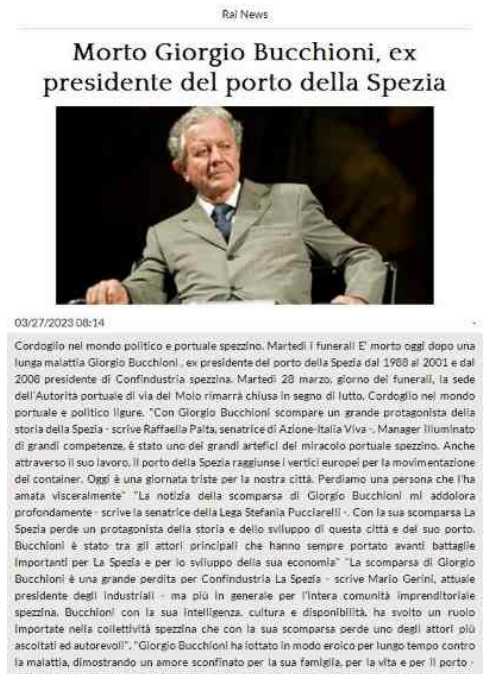 Rai News
Morto Giorgio Bucchioni, ex
presidente del porto della Spezia
03/27/2023 08:14
Cordoglio nel mondo politico e portuale spezzino. Martedì i funerali E' morto oggi dopo una
lunga malattia Giorgio Bucchioni , ex presidente del porto della Spezia dal 1988 al 2001 e dal
2008 presidente di Confindustria spezzina. Martedì 28 marzo, giorno dei funerali, la sede
dell'Autorità portuale di via del Molo rimarrà chiusa in segno di lutto. Cordoglio nel mondo
portuale e politico ligure. "Con Giorgio Bucchioni scompare un grande protagonista della
storia della Spezia - scrive Raffaella Paita, senatrice di Azione-Italia Viva -. Manager illuminato
di grandi competenze, è stato uno dei grandi artefici del miracolo portuale spezzino. Anche
attraverso il suo lavoro, il porto della Spezia raggiunse i vertici europei per la movimentazione
dei container. Oggi è una giornata triste per la nostra città. Perdiamo una persona che l'ha
amata visceralmente" "La notizia della scomparsa di Giorgio Bucchioni mi addolora
profondamente - scrive la senatrice della Lega Stefania Pucciarelli -. Con la sua scomparsa La
Spezia perde un protagonista della storia e dello sviluppo di questa città e del suo porto.
Bucchioni è stato tra gli attori principali che hanno sempre portato avanti battaglie
importanti per La Spezia e per lo sviluppo della sua economia" "La scomparsa di Giorgio
Bucchioni è una grande perdita per Confindustria La Spezia - scrive Mario Gerini, attuale
presidente degli industriali - ma più in generale per l'intera comunità imprenditoriale
spezzina. Bucchioni con la sua intelligenza, cultura e disponibilità, ha svolto un ruolo
importate nella collettività spezzina che con la sua scomparsa perde uno degli attori più
ascoltati ed autorevoli". "Giorgio Bucchioni ha lottato in modo eroico per lungo tempo contro
la malattia, dimostrando un amore sconfinato per la sua famiglia, per la vita e per il porto -